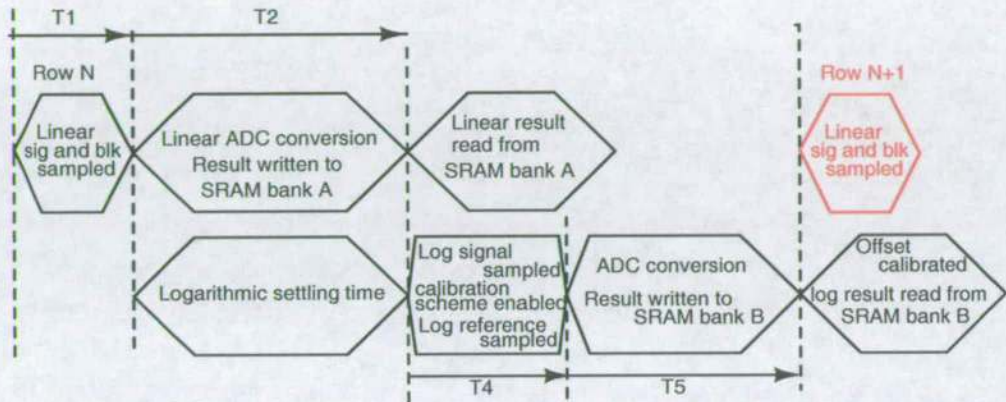 T1
T2
Row N
Row N+1
Linear
sig and blk
sampled
Linear ADC conversion
Result written to
SRAM bank A
Linear result
read from
SRAM bank A
Linear
sig and blk
sampled
Logarithmic settling time
Log signal
sampled
calibration
scheme enabled
Log reference
sampled
ADC conversion
Result written to
SRAM bank B
Offset
calibrated
log result read from
SRAM bank B
T4
T5